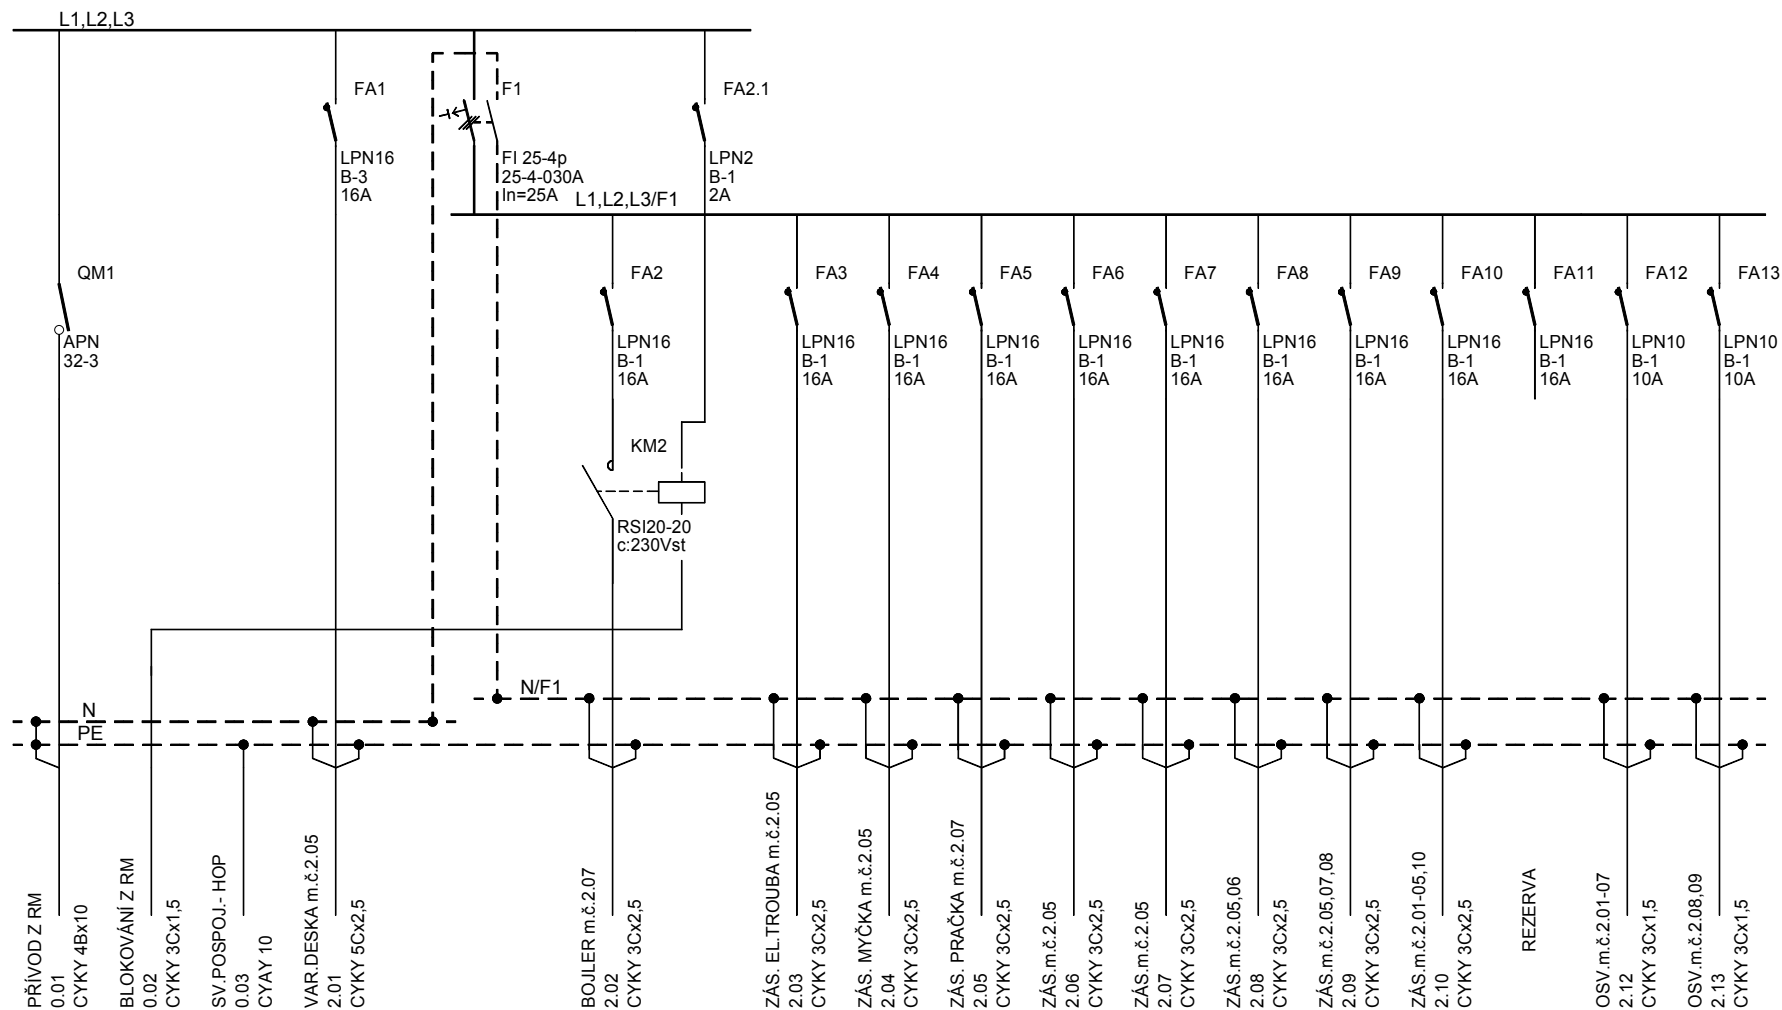 L1,L2,L3
FA1
LPN16
B-3
16A
F1
FI 25-4p
25-4-030A
In=25A
FA2.1
LPN2
B-1
2A
L1,L2,L3/F1
QM1
APN
32-3
FA2
LPN16
B-1
16A
FA3
LPN16
B-1
16A
FA4
LPN16
B-1
16A
FA5
LPN16
B-1
16A
FA6
LPN16
B-1
16A
FA7
LPN16
B-1
16A
FA8
LPN16
B-1
16A
FA9
LPN16
B-1
16A
FA10
LPN16
B-1
16A
FA11
LPN16
B-1
16A
FA12
LPN10
B-1
10A
FA13
LPN10
B-1
10A
KM2
RSI20-20
c:230Vst
N/F1
N
PE
PŘÍVOD Z RM
0.01
CYKY 4Bx10
BLOKOVÁNÍ Z RM
0.02
CYKY 3Cx1,5
SV.POSPOJ.- HOP
0.03
CYAY 10
VAR.DESKA m.č.2.05
2.01
CYKY 5Cx2,5
BOJLER m.č.2.07
2.02
CYKY 3Cx2,5
ZÁS. EL.TROUBA m.č.2.05
2.03
CYKY 3Cx2,5
ZÁS. MYČKA m.č.2.05
2.04
CYKY 3Cx2,5
ZÁS. PRAČKA m.č.2.07
2.05
CYKY 3Cx2,5
ZÁS.m.č.2.05
2.06
CYKY 3Cx2,5
ZÁS.m.č.2.05
2.07
CYKY 3Cx2,5
ZÁS.m.č.2.05,06
2.08
CYKY 3Cx2,5
ZÁS.m.č.2.05,07,08
2.09
CYKY 3Cx2,5
ZÁS.m.č.2.01-05,10
2.10
CYKY 3Cx2,5
REZERVA
OSV.m.č.2.01-07
2.12
CYKY 3Cx1,5
OSV.m.č.2.08,09
2.13
CYKY 3Cx1,5